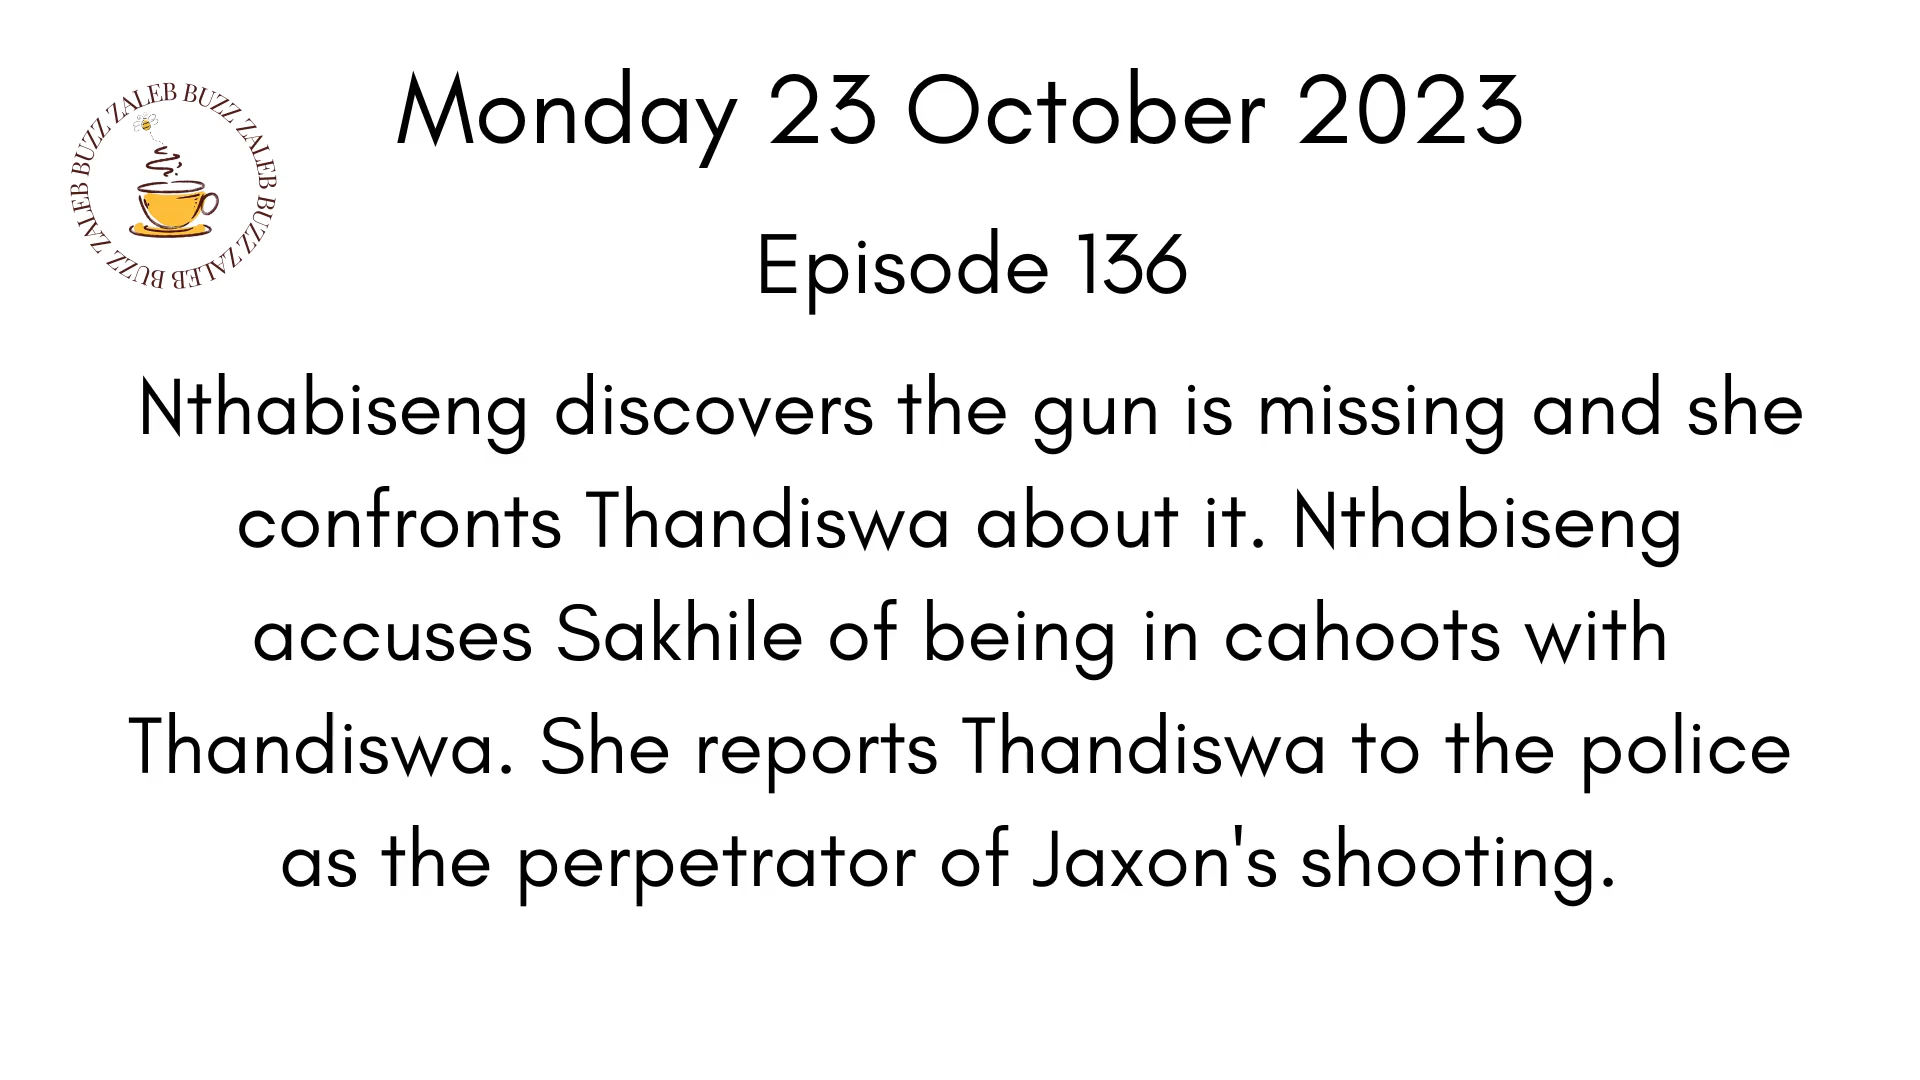 ZALEB BUZZ ZALEB BUZZ ZALEB BUZZ ZALEB BUZZ
Monday 23 October 2023
Episode 136
Nthabiseng discovers the gun is missing and she
confronts Thandiswa about it. Nthabiseng
accuses Sakhile of being in cahoots with
Thandiswa. She reports Thandiswa to the police
as the perpetrator of Jaxon's shooting.